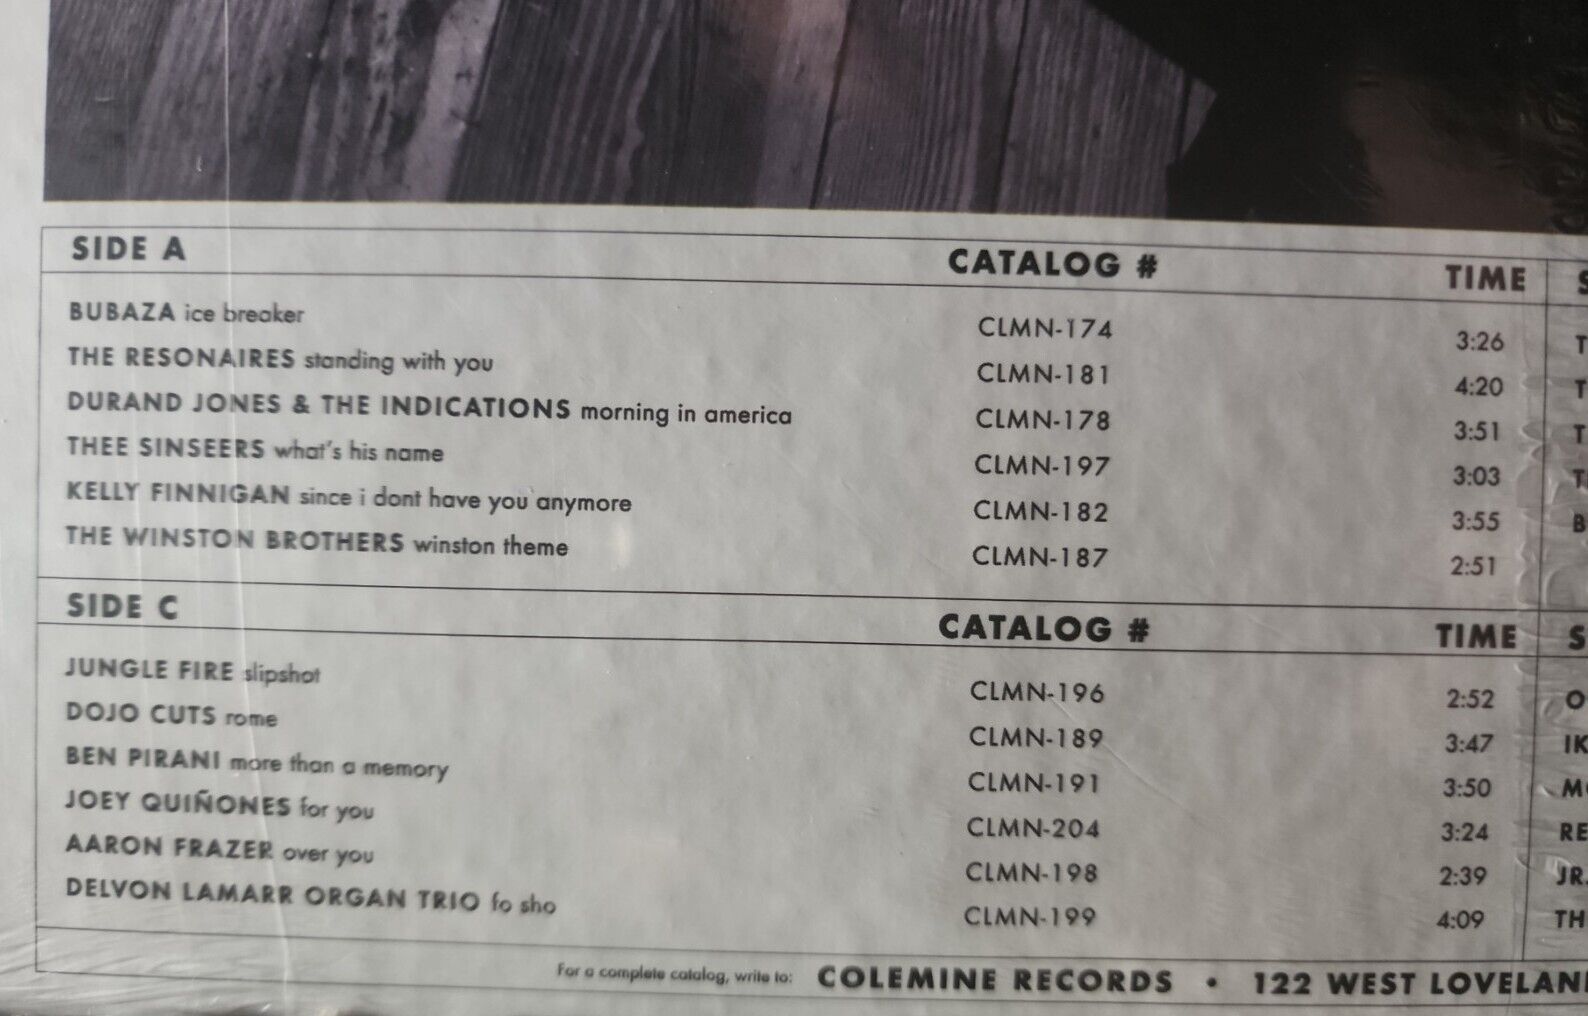 SIDE A CATALOG # TIME
BUBAZA ice breaker CLMN-174 3:26
THE RESONAIRES standing with you CLMN-181 4:20
DURAND JONES & THE INDICATIONS morning in america CLMN-178 3:51
THEE SINSEERS what's his name CLMN-197 3:03
KELLY FINNIGAN since i dont have you anymore CLMN-182 3:55
THE WINSTON BROTHERS winston theme CLMN-187 2:51
SIDE C CATALOG # TIME
JUNGLE FIRE slipshot CLMN-196 2:52
DOJO CUTS rome CLMN-189 3:47
BEN PIRANI more than a memory CLMN-191 3:50
JOEY QUIÑONES for you CLMN-204 3:24
AARON FRAZER over you CLMN-198 2:39
DELVON LAMARR ORGAN TRIO fo sho CLMN-199 4:09
For a complete catalog, write to: COLEMINE RECORDS • 122 WEST LOVELAN